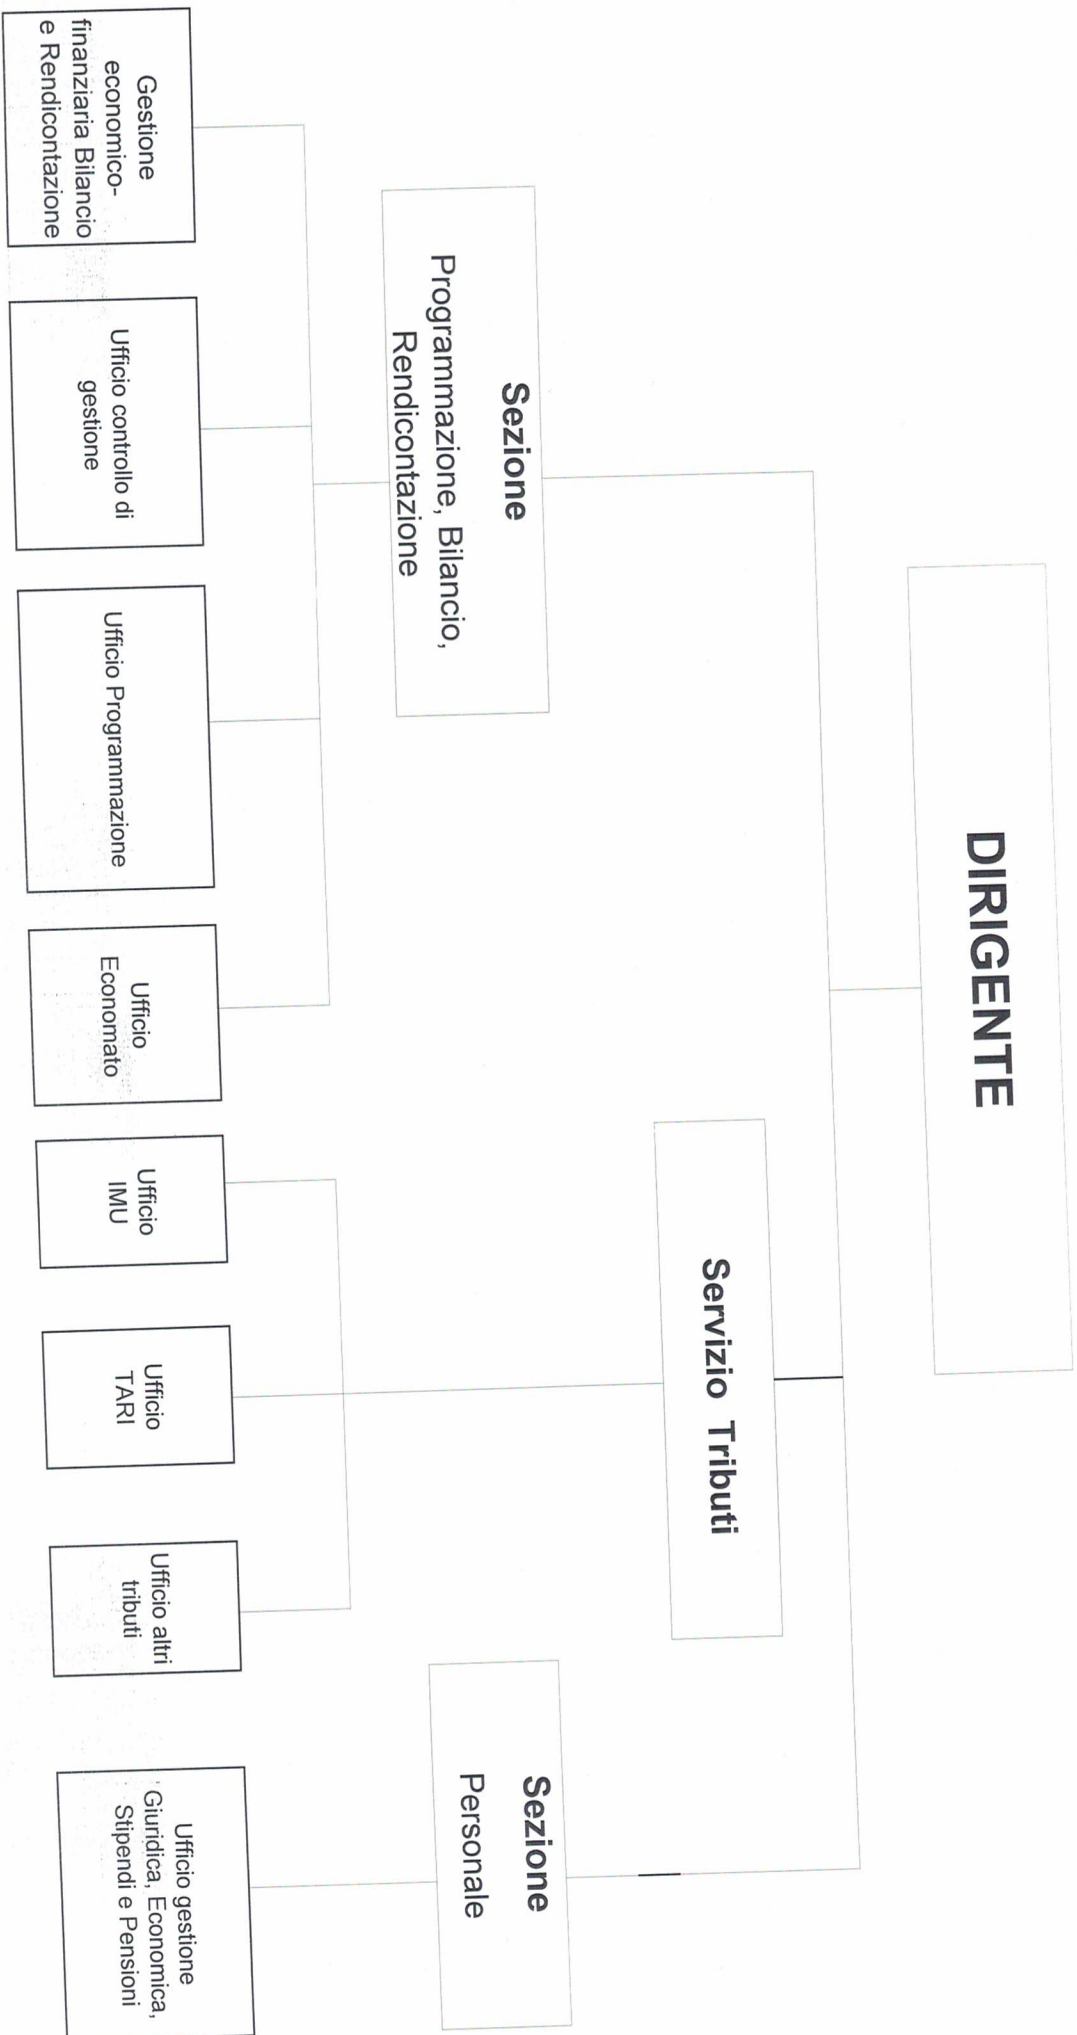 DIRIGENTE
Servizio Tributi
Sezione
Programmazione, Bilancio,
Rendicontazione
Sezione
Personale
Gestione
economico-
finanziaria Bilancio
e Rendicontazione
Ufficio controllo di
gestione
Ufficio Programmazione
Ufficio
Economato
Ufficio
IMU
Ufficio
TARI
Ufficio altri
tributi
Ufficio gestione
Giuridica, Economica,
Stipendi e Pensioni